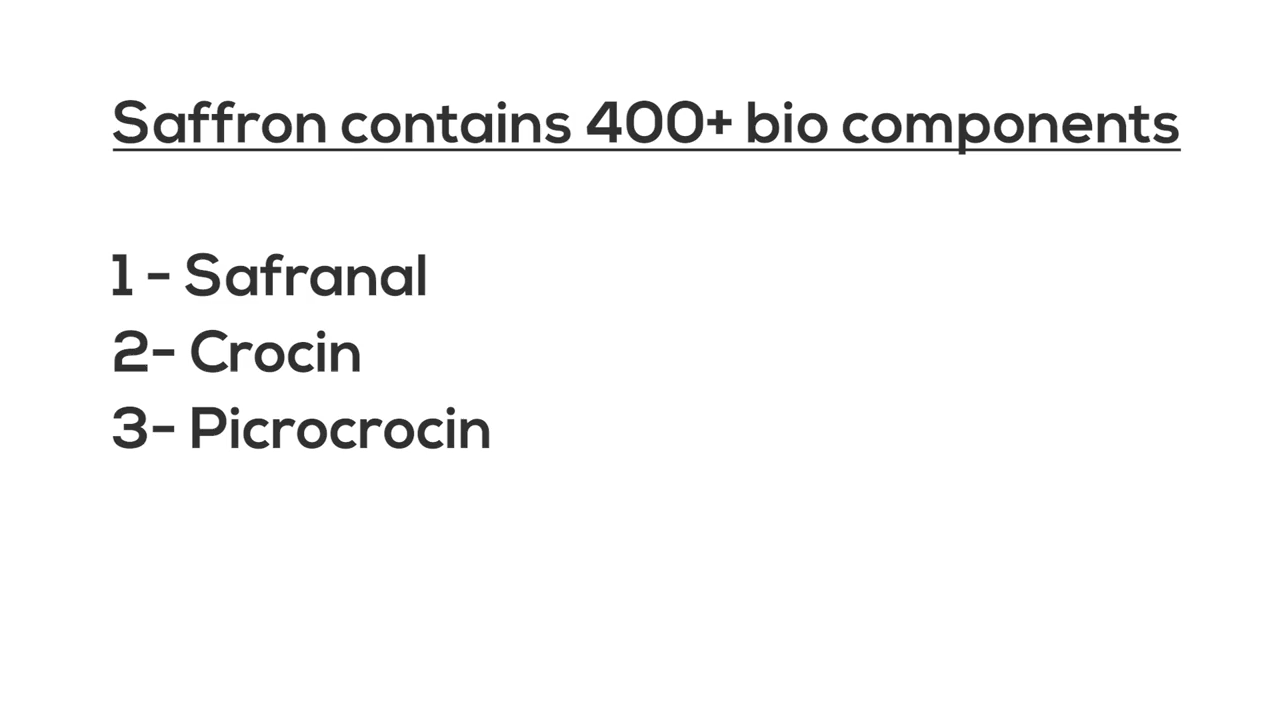 Saffron contains 400+ bio components
1 - Safranal
2- Crocin
3- Picrocrocin